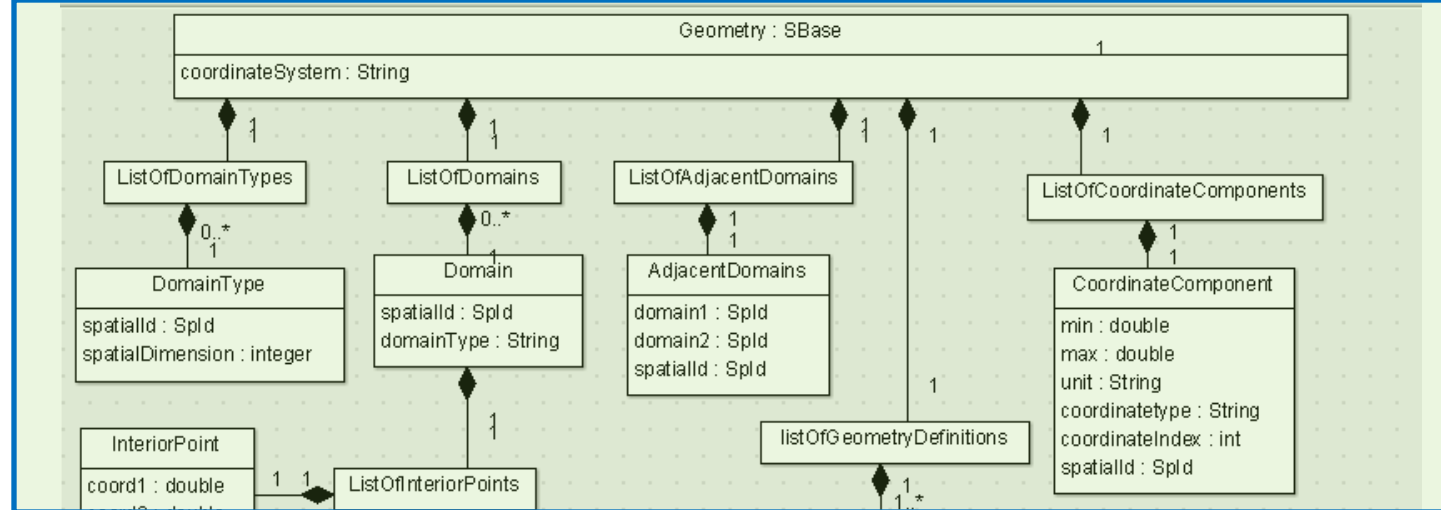 Geometry : SBase
1
coordinateSystem : String
1
1
1
1
1
1
1
1
ListOfDomainTypes
ListOfDomains
ListOfAdjacentDomains
ListOfCoordinateComponents
0..*
1
0..*
1
1
1
1
1
DomainType
spatialId : SpId
spatialDimension : integer
Domain
spatialId : SpId
domainType : String
AdjacentDomains
domain1 : SpId
domain2 : SpId
spatialId : SpId
CoordinateComponent
min : double
max : double
unit : String
coordinatetype : String
coordinateIndex : int
spatialId : SpId
1
1
1
InteriorPoint
coord1 : double
1 1
ListOfInteriorPoints
listOfGeometryDefinitions
1
1..*